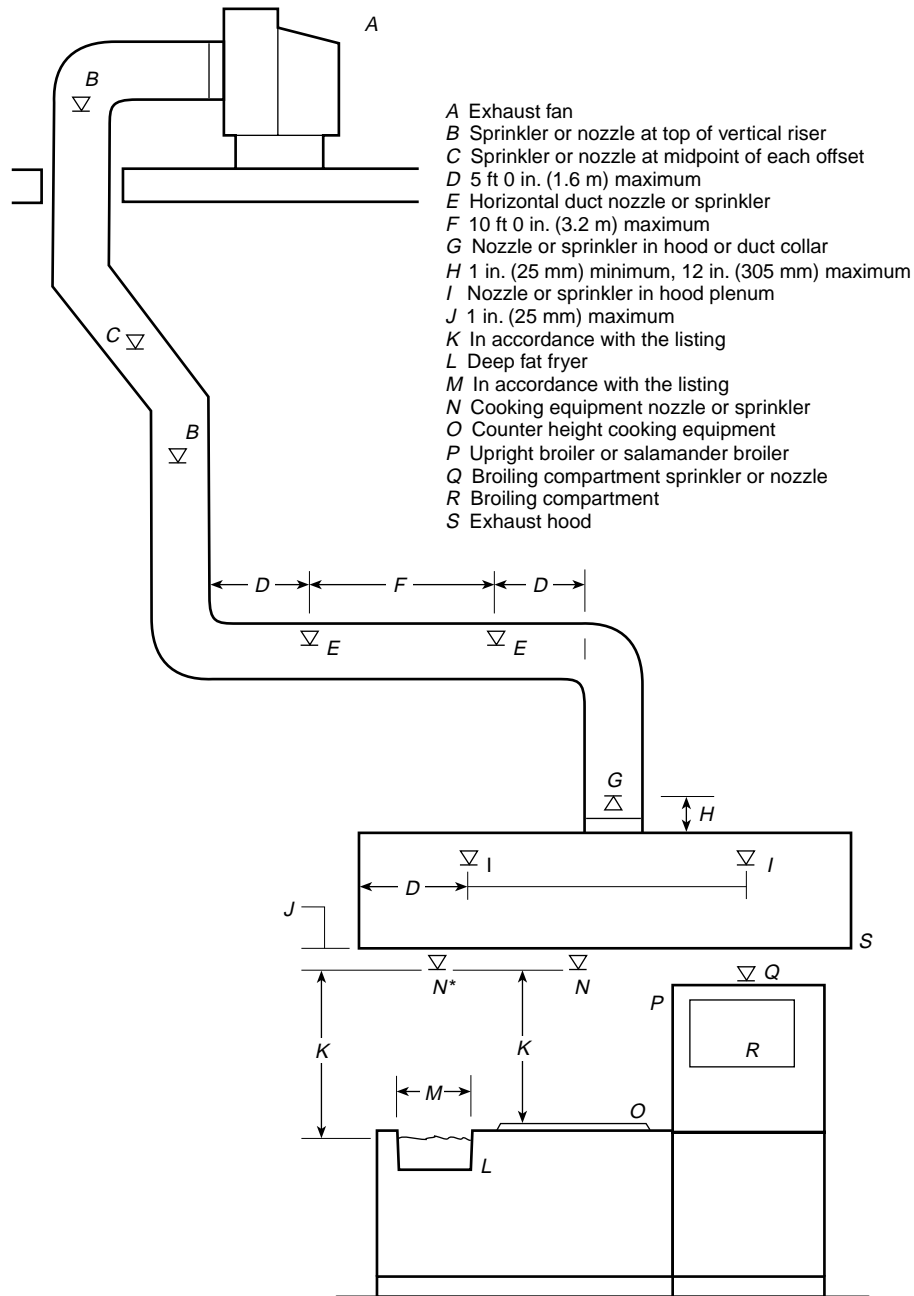 A
B
A Exhaust fan
B Sprinkler or nozzle at top of vertical riser
C Sprinkler or nozzle at midpoint of each offset
D 5 ft 0 in. (1.6 m) maximum
E Horizontal duct nozzle or sprinkler
F 10 ft 0 in. (3.2 m) maximum
G Nozzle or sprinkler in hood or duct collar
H 1 in. (25 mm) minimum, 12 in. (305 mm) maximum
I Nozzle or sprinkler in hood plenum
J 1 in. (25 mm) maximum
K In accordance with the listing
L Deep fat fryer
M In accordance with the listing
N Cooking equipment nozzle or sprinkler
O Counter height cooking equipment
P Upright broiler or salamander broiler
Q Broiling compartment sprinkler or nozzle
R Broiling compartment
S Exhaust hood
C
B
D F D
E E
G
H
I I
D
J
S
N* N Q
P
K K R
M O
L